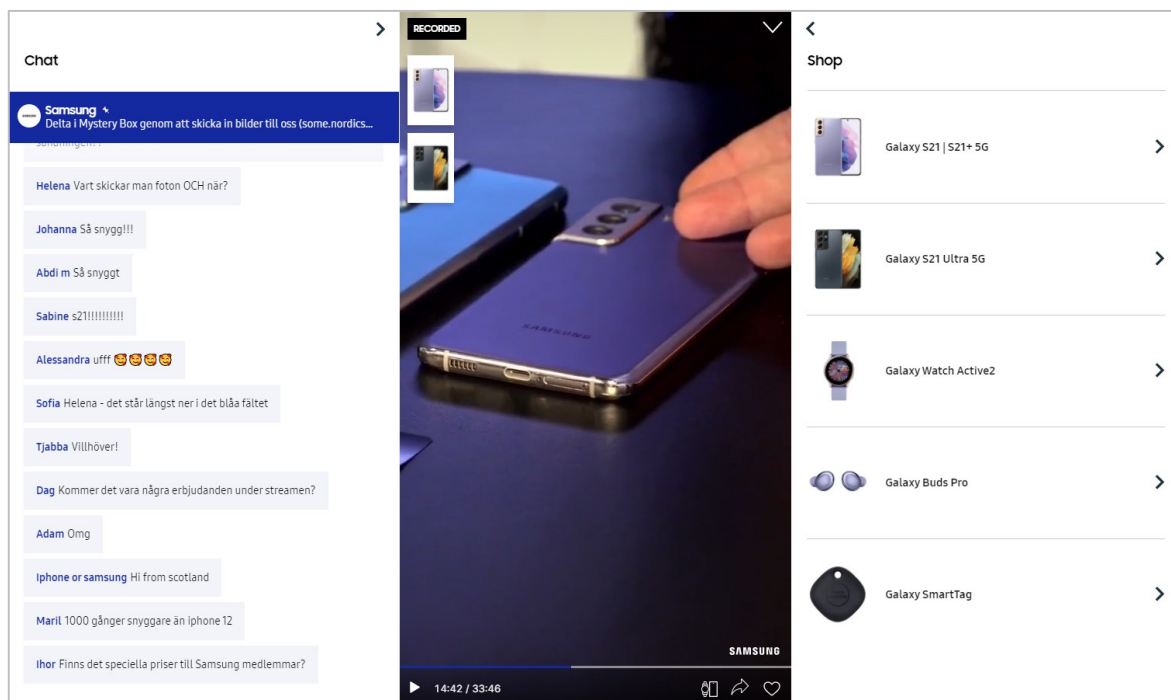 Chat
Samsung
Delta i Mystery Box genom att skicka in bilder till oss (some.nordics...
Helena Vart skickar man foton OCH när?
Johanna Så snygg!!!
Abdi m Så snyggt
Sabine s21!!!!!!!!!!
Alessandra ufff 🥰🥰🥰🥰
Sofia Helena - det står längst ner i det blåa fältet
Tjabba Villhöver!
Dag Kommer det vara några erbjudanden under streamen?
Adam Omg
Iphone or samsung Hi from scotland
Maril 1000 gånger snyggare än iphone 12
Ihor Finns det speciella priser till Samsung medlemmar?
RECORDED
SAMSUNG
SAMSUNG
14:42 / 33:46
Shop
Galaxy S21 | S21+ 5G
Galaxy S21 Ultra 5G
Galaxy Watch Active2
Galaxy Buds Pro
Galaxy SmartTag